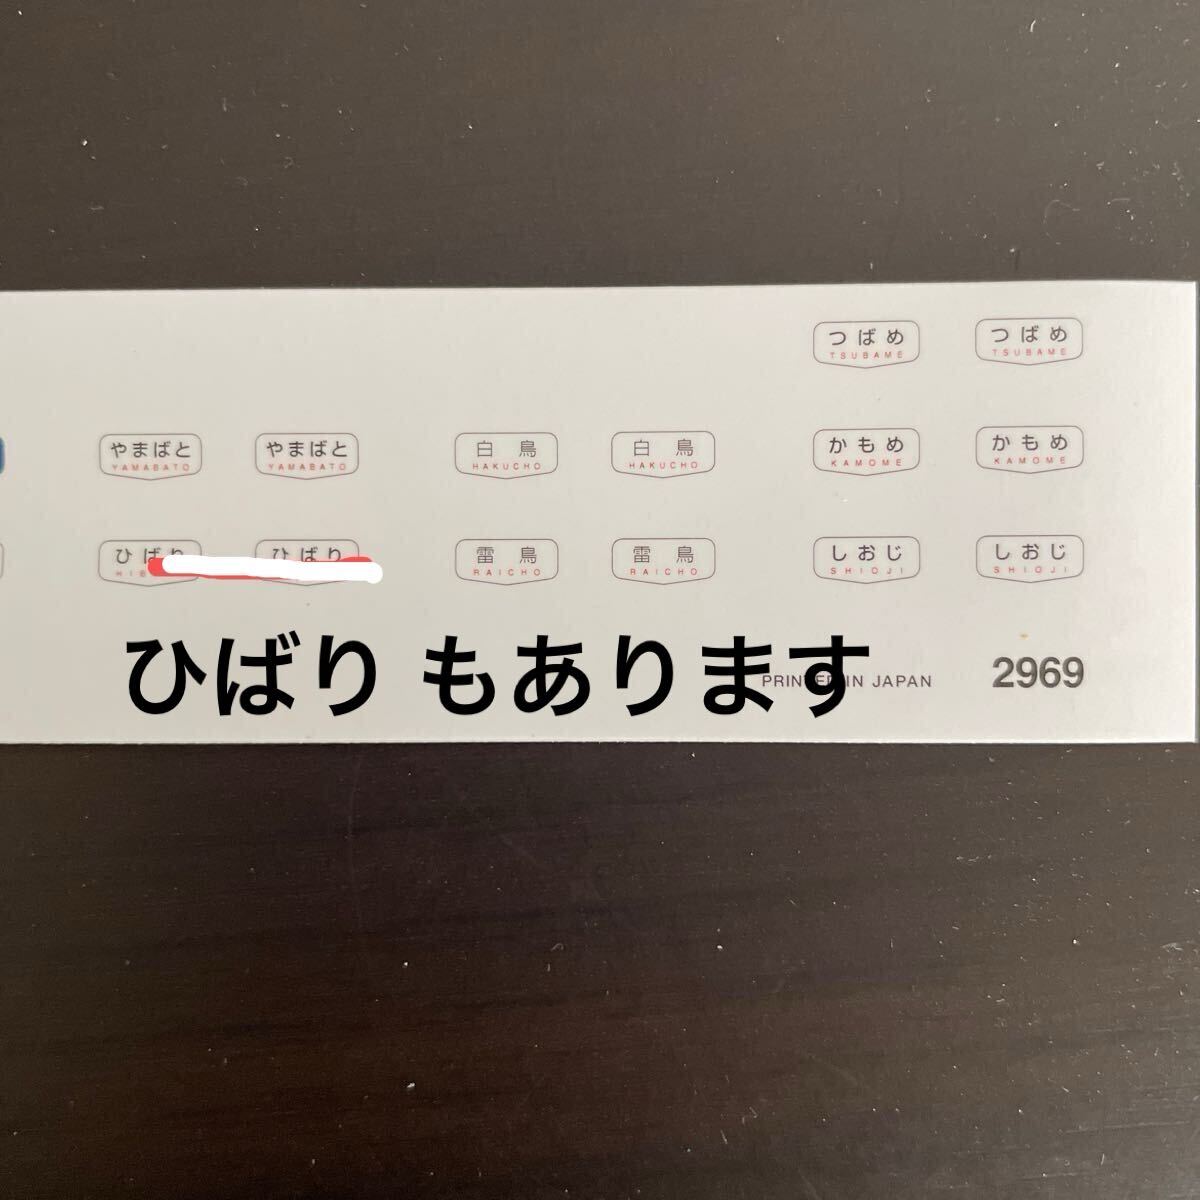 つばめ つばめ
TSUBAME TSUBAME
やまばと やまばと 白鳥 白鳥 かもめ かもめ
YAMABATO YAMABATO HAKUCHO HAKUCHO KAMOME KAMOME
ひばり ひばり 雷鳥 雷鳥 しおじ しおじ
RAICHO RAICHO SHIOJI SHIOJI
ひばり もあります
PRINTED IN JAPAN 2969